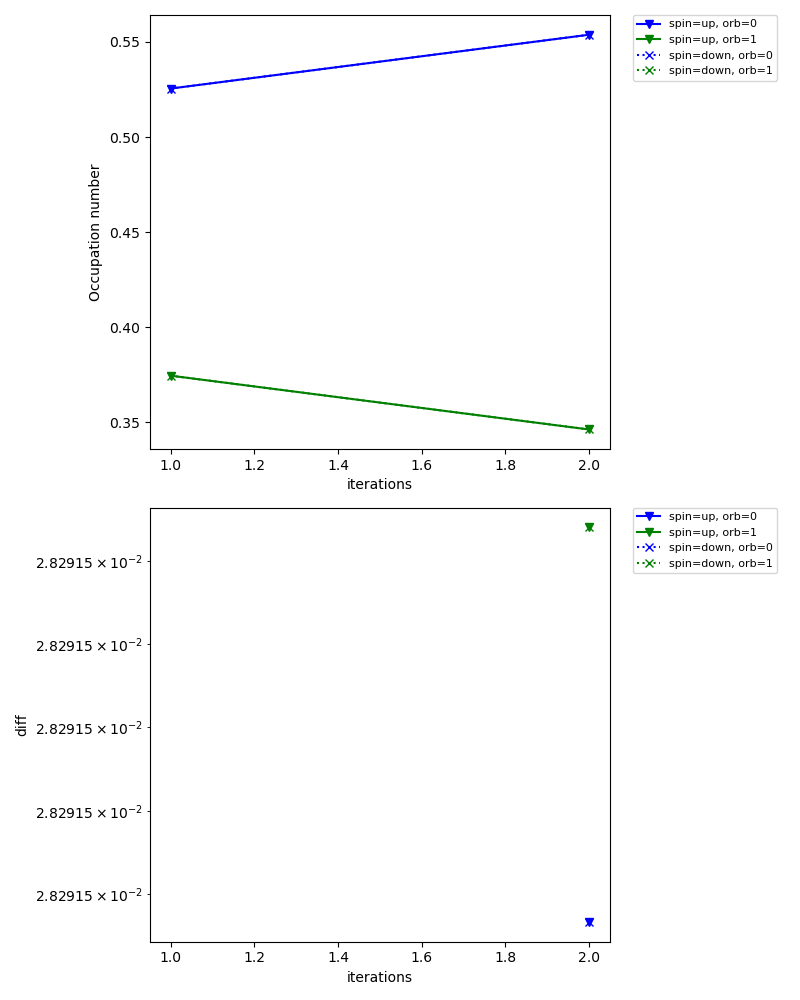 0.55
0.50
0.45
0.40
0.35
Occupation number
1.0 1.2 1.4 1.6 1.8 2.0
iterations
spin=up, orb=0
spin=up, orb=1
spin=down, orb=0
spin=down, orb=1
2.82915 × 10⁻²
2.82915 × 10⁻²
2.82915 × 10⁻²
2.82915 × 10⁻²
2.82915 × 10⁻²
diff
1.0 1.2 1.4 1.6 1.8 2.0
iterations
spin=up, orb=0
spin=up, orb=1
spin=down, orb=0
spin=down, orb=1